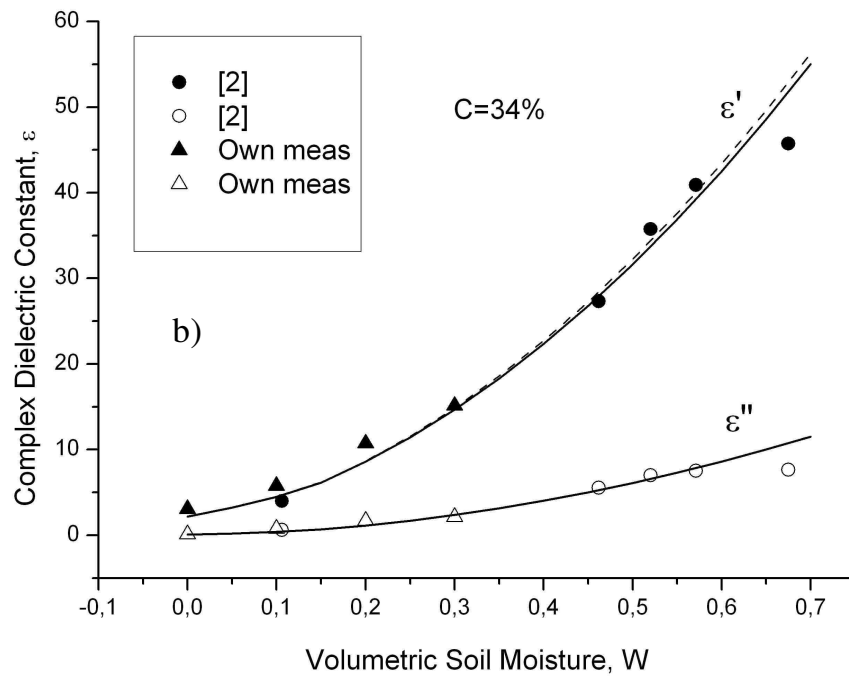 60
50
40
30
20
10
0
[2]
[2]
Own meas
Own meas
C=34%
ε'
b)
ε"
Complex Dielectric Constant, ε
-0,1 0,0 0,1 0,2 0,3 0,4 0,5 0,6 0,7
Volumetric Soil Moisture, W